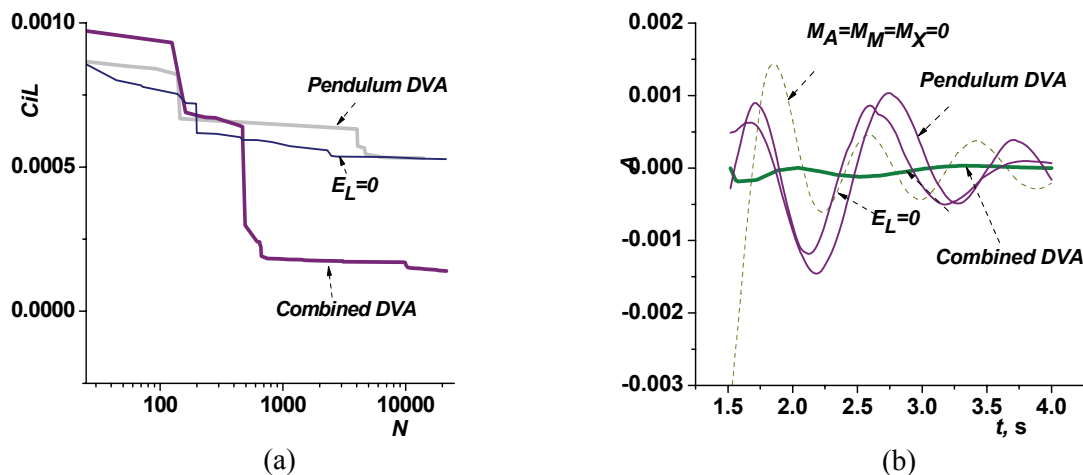 0.0010
0.0005
0.0000
CiL
Pendulum DVA
E_L=0
Combined DVA
100
1000
10000
N
(a)
0.002
0.001
0.000
-0.001
-0.002
-0.003
A
M_A=M_M=M_X=0
Pendulum DVA
E_L=0
Combined DVA
1.5
2.0
2.5
3.0
3.5
4.0
t, s
(b)